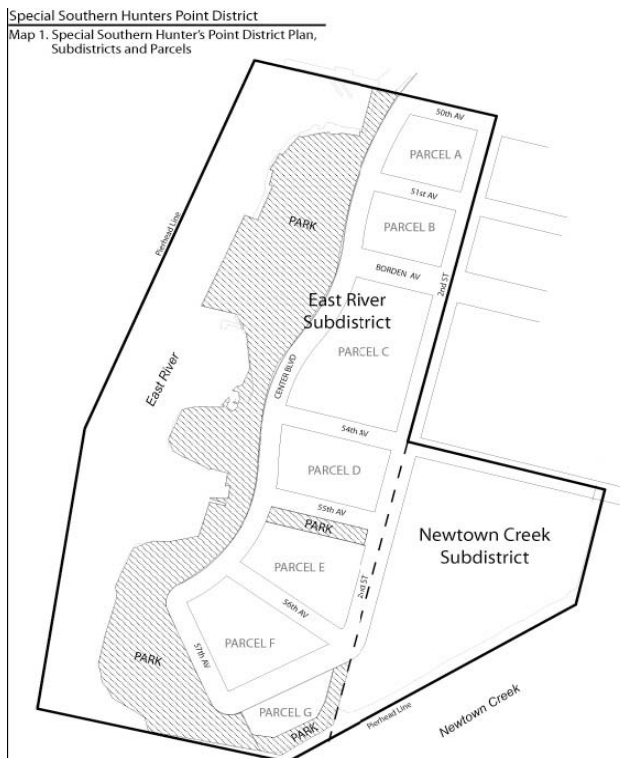 Special Southern Hunters Point District
Map 1. Special Southern Hunter's Point District Plan,
Subdistricts and Parcels
50th AV
PARCEL A
51st AV
PARK
PARCEL B
Pierhead Line
BORDEN AV
2nd ST
East River
Subdistrict
PARCEL C
East River
CENTER BLVD
54th AV
PARCEL D
55th AV
PARK
Newtown Creek
Subdistrict
PARCEL E
2nd ST
56th AV
PARCEL F
57th AV
PARK
PARCEL G
PARK
Pierhead Line
Newtown Creek